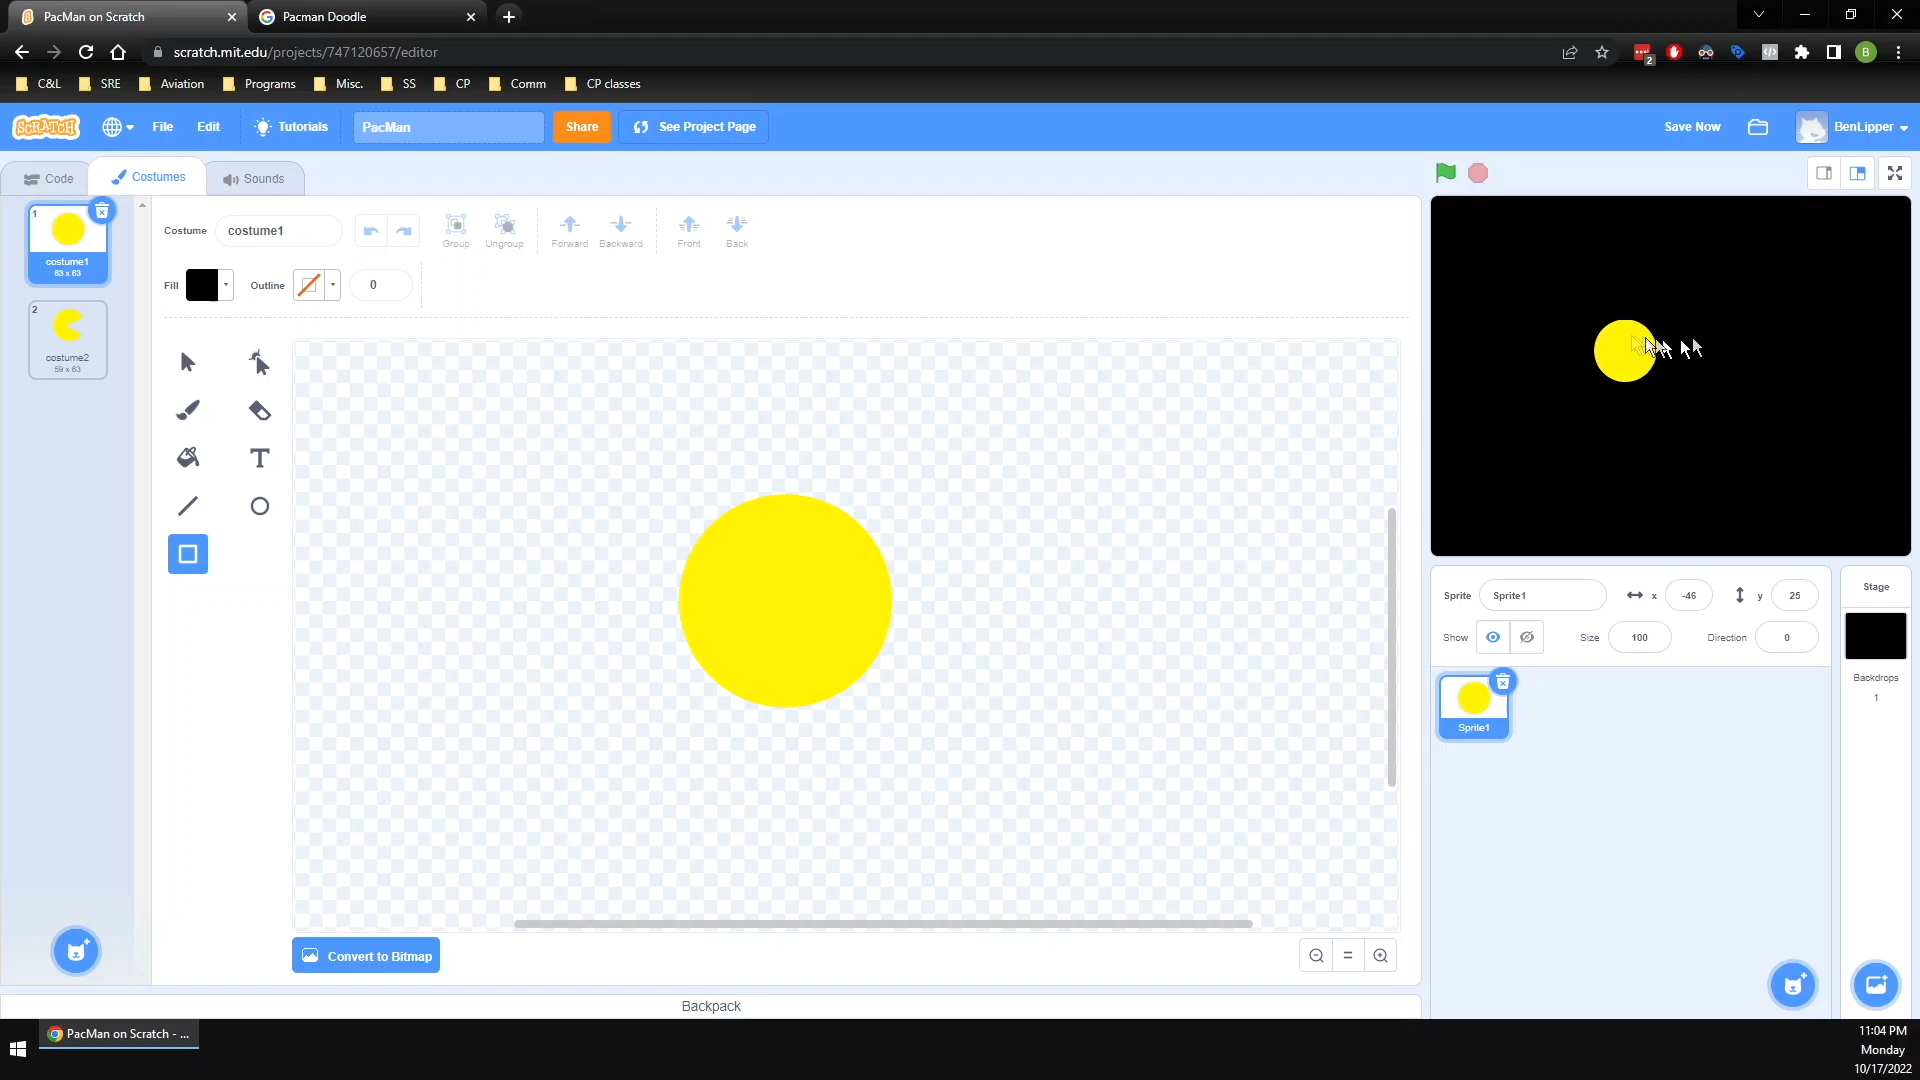 PacMan on Scratch
Pacman Doodle
scratch.mit.edu/projects/747120657/editor
2
B
C&L
SRE
Aviation
Programs
Misc.
SS
CP
Comm
CP classes
SCRATCH
File
Edit
Tutorials
PacMan
Share
See Project Page
Save Now
BenLipper
Code
Costumes
Sounds
1
costume1
63 x 63
2
costume2
59 x 63
Costume
costume1
Group
Ungroup
Forward
Backward
Front
Back
Fill
Outline
0
T
Convert to Bitmap
Backpack
Sprite
Sprite1
x
-46
y
25
Show
Size
100
Direction
0
Sprite1
Stage
Backdrops
1
PacMan on Scratch - ...
11:04 PM
Monday
10/17/2022